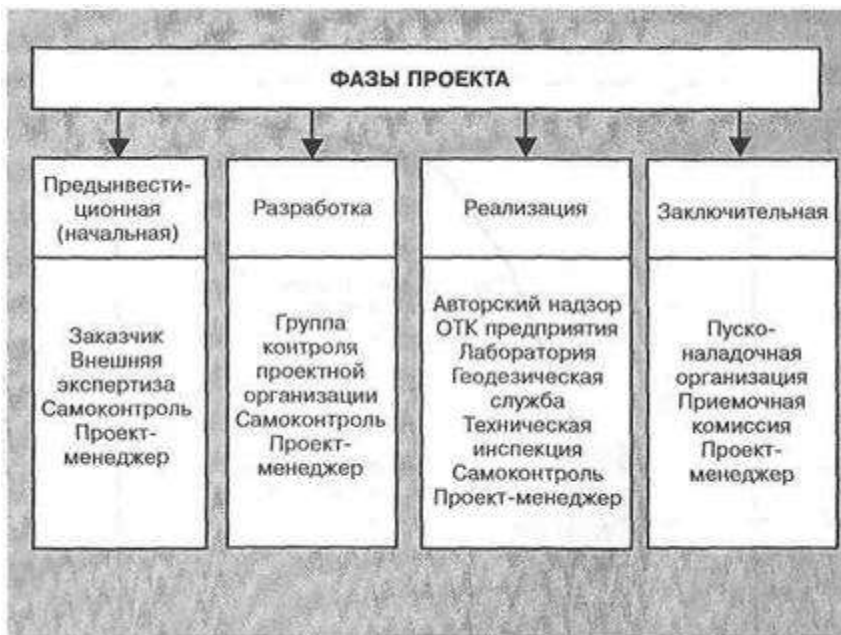 ФАЗЫ ПРОЕКТА
Предынвести-
ционная
(начальная)
Заказчик
Внешняя
экспертиза
Самоконтроль
Проект-
менеджер
Разработка
Группа
контроля
проектной
организации
Самоконтроль
Проект-
менеджер
Реализация
Авторский надзор
ОТК предприятия
Лаборатория
Геодезическая
служба
Техническая
инспекция
Самоконтроль
Проект-менеджер
Заключительная
Пуско-
наладочная
организация
Приемочная
комиссия
Проект-
менеджер